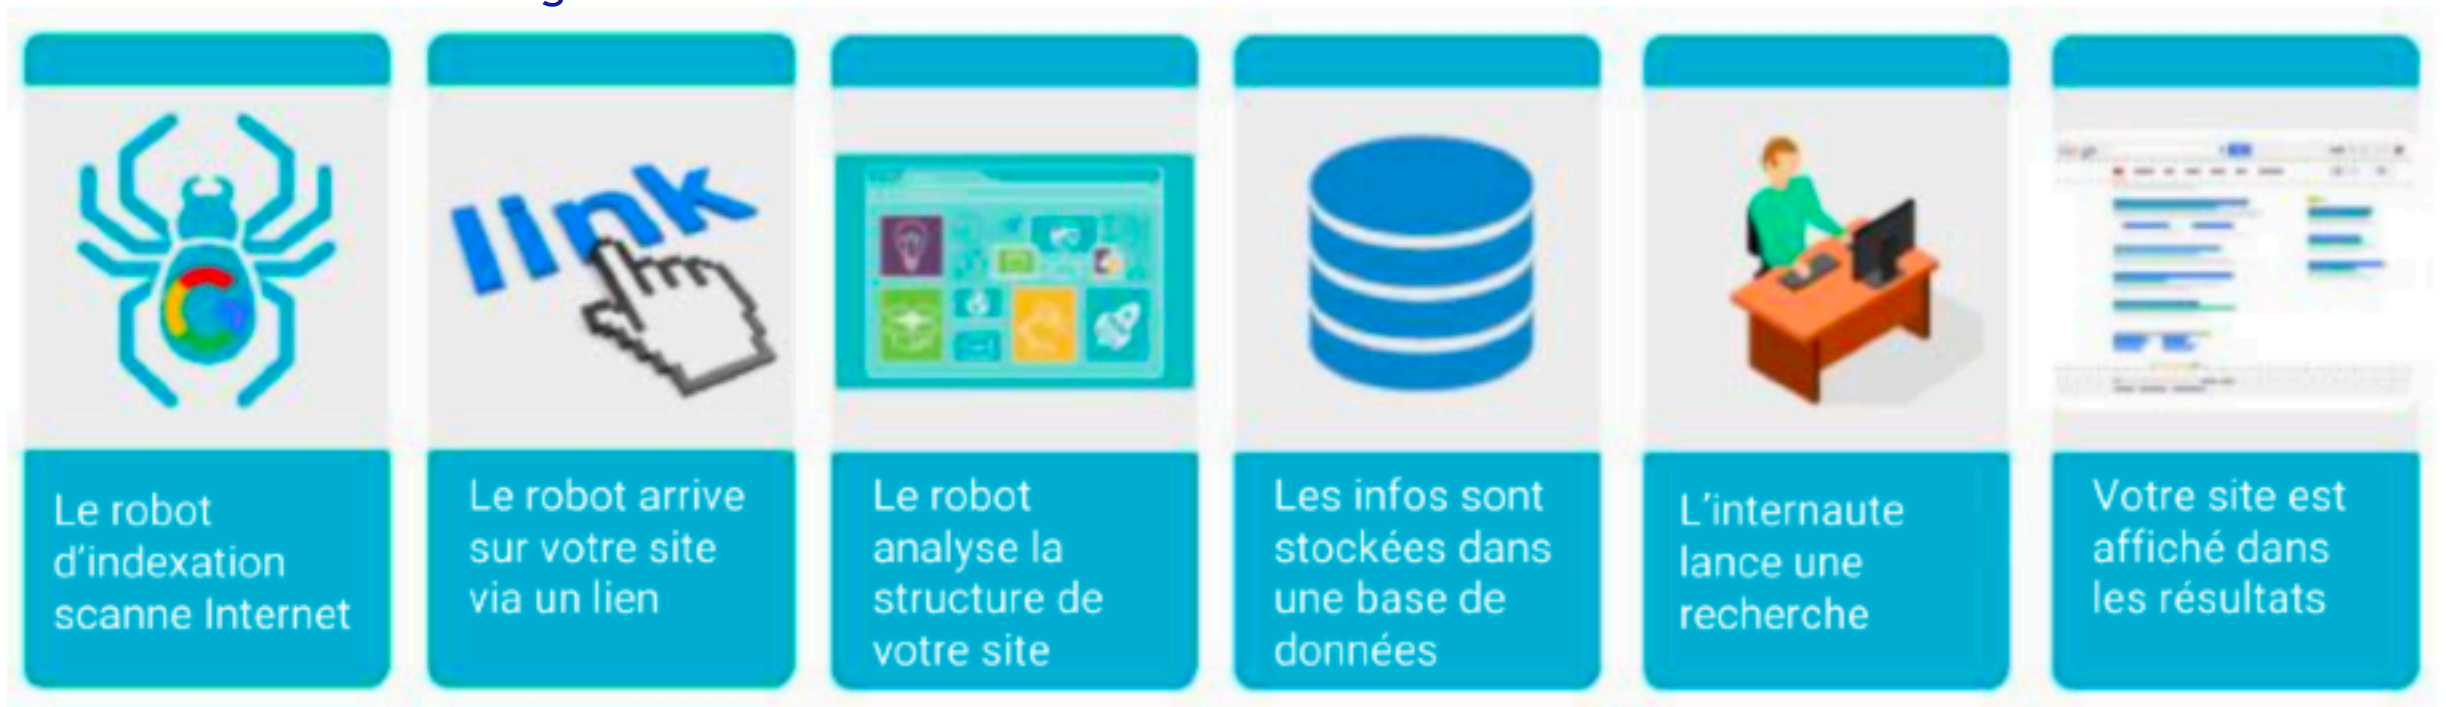 link
Le robot
d'indexation
scanne Internet
Le robot arrive
sur votre site
via un lien
Le robot
analyse la
structure de
votre site
Les infos sont
stockées dans
une base de
données
L'internaute
lance une
recherche
Votre site est
affiché dans
les résultats